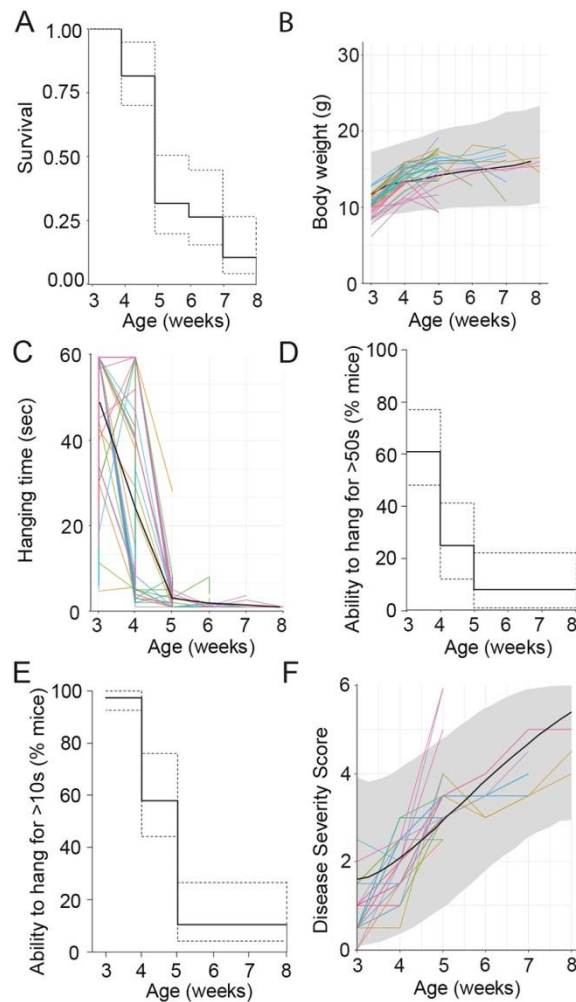 A
1.00
0.75
0.50
0.25
0.00
Survival
3 4 5 6 7 8
Age (weeks)
B
30
20
10
0
Body weight (g)
3 4 5 6 7 8
Age (weeks)
C
60
40
20
0
Hanging time (sec)
3 4 5 6 7 8
Age (weeks)
D
100
80
60
40
20
0
Ability to hang for >50s (% mice)
3 4 5 6 7 8
Age (weeks)
E
100
80
60
40
20
0
Ability to hang for >10s (% mice)
3 4 5 6 7 8
Age (weeks)
F
6
4
2
0
Disease Severity Score
3 4 5 6 7 8
Age (weeks)